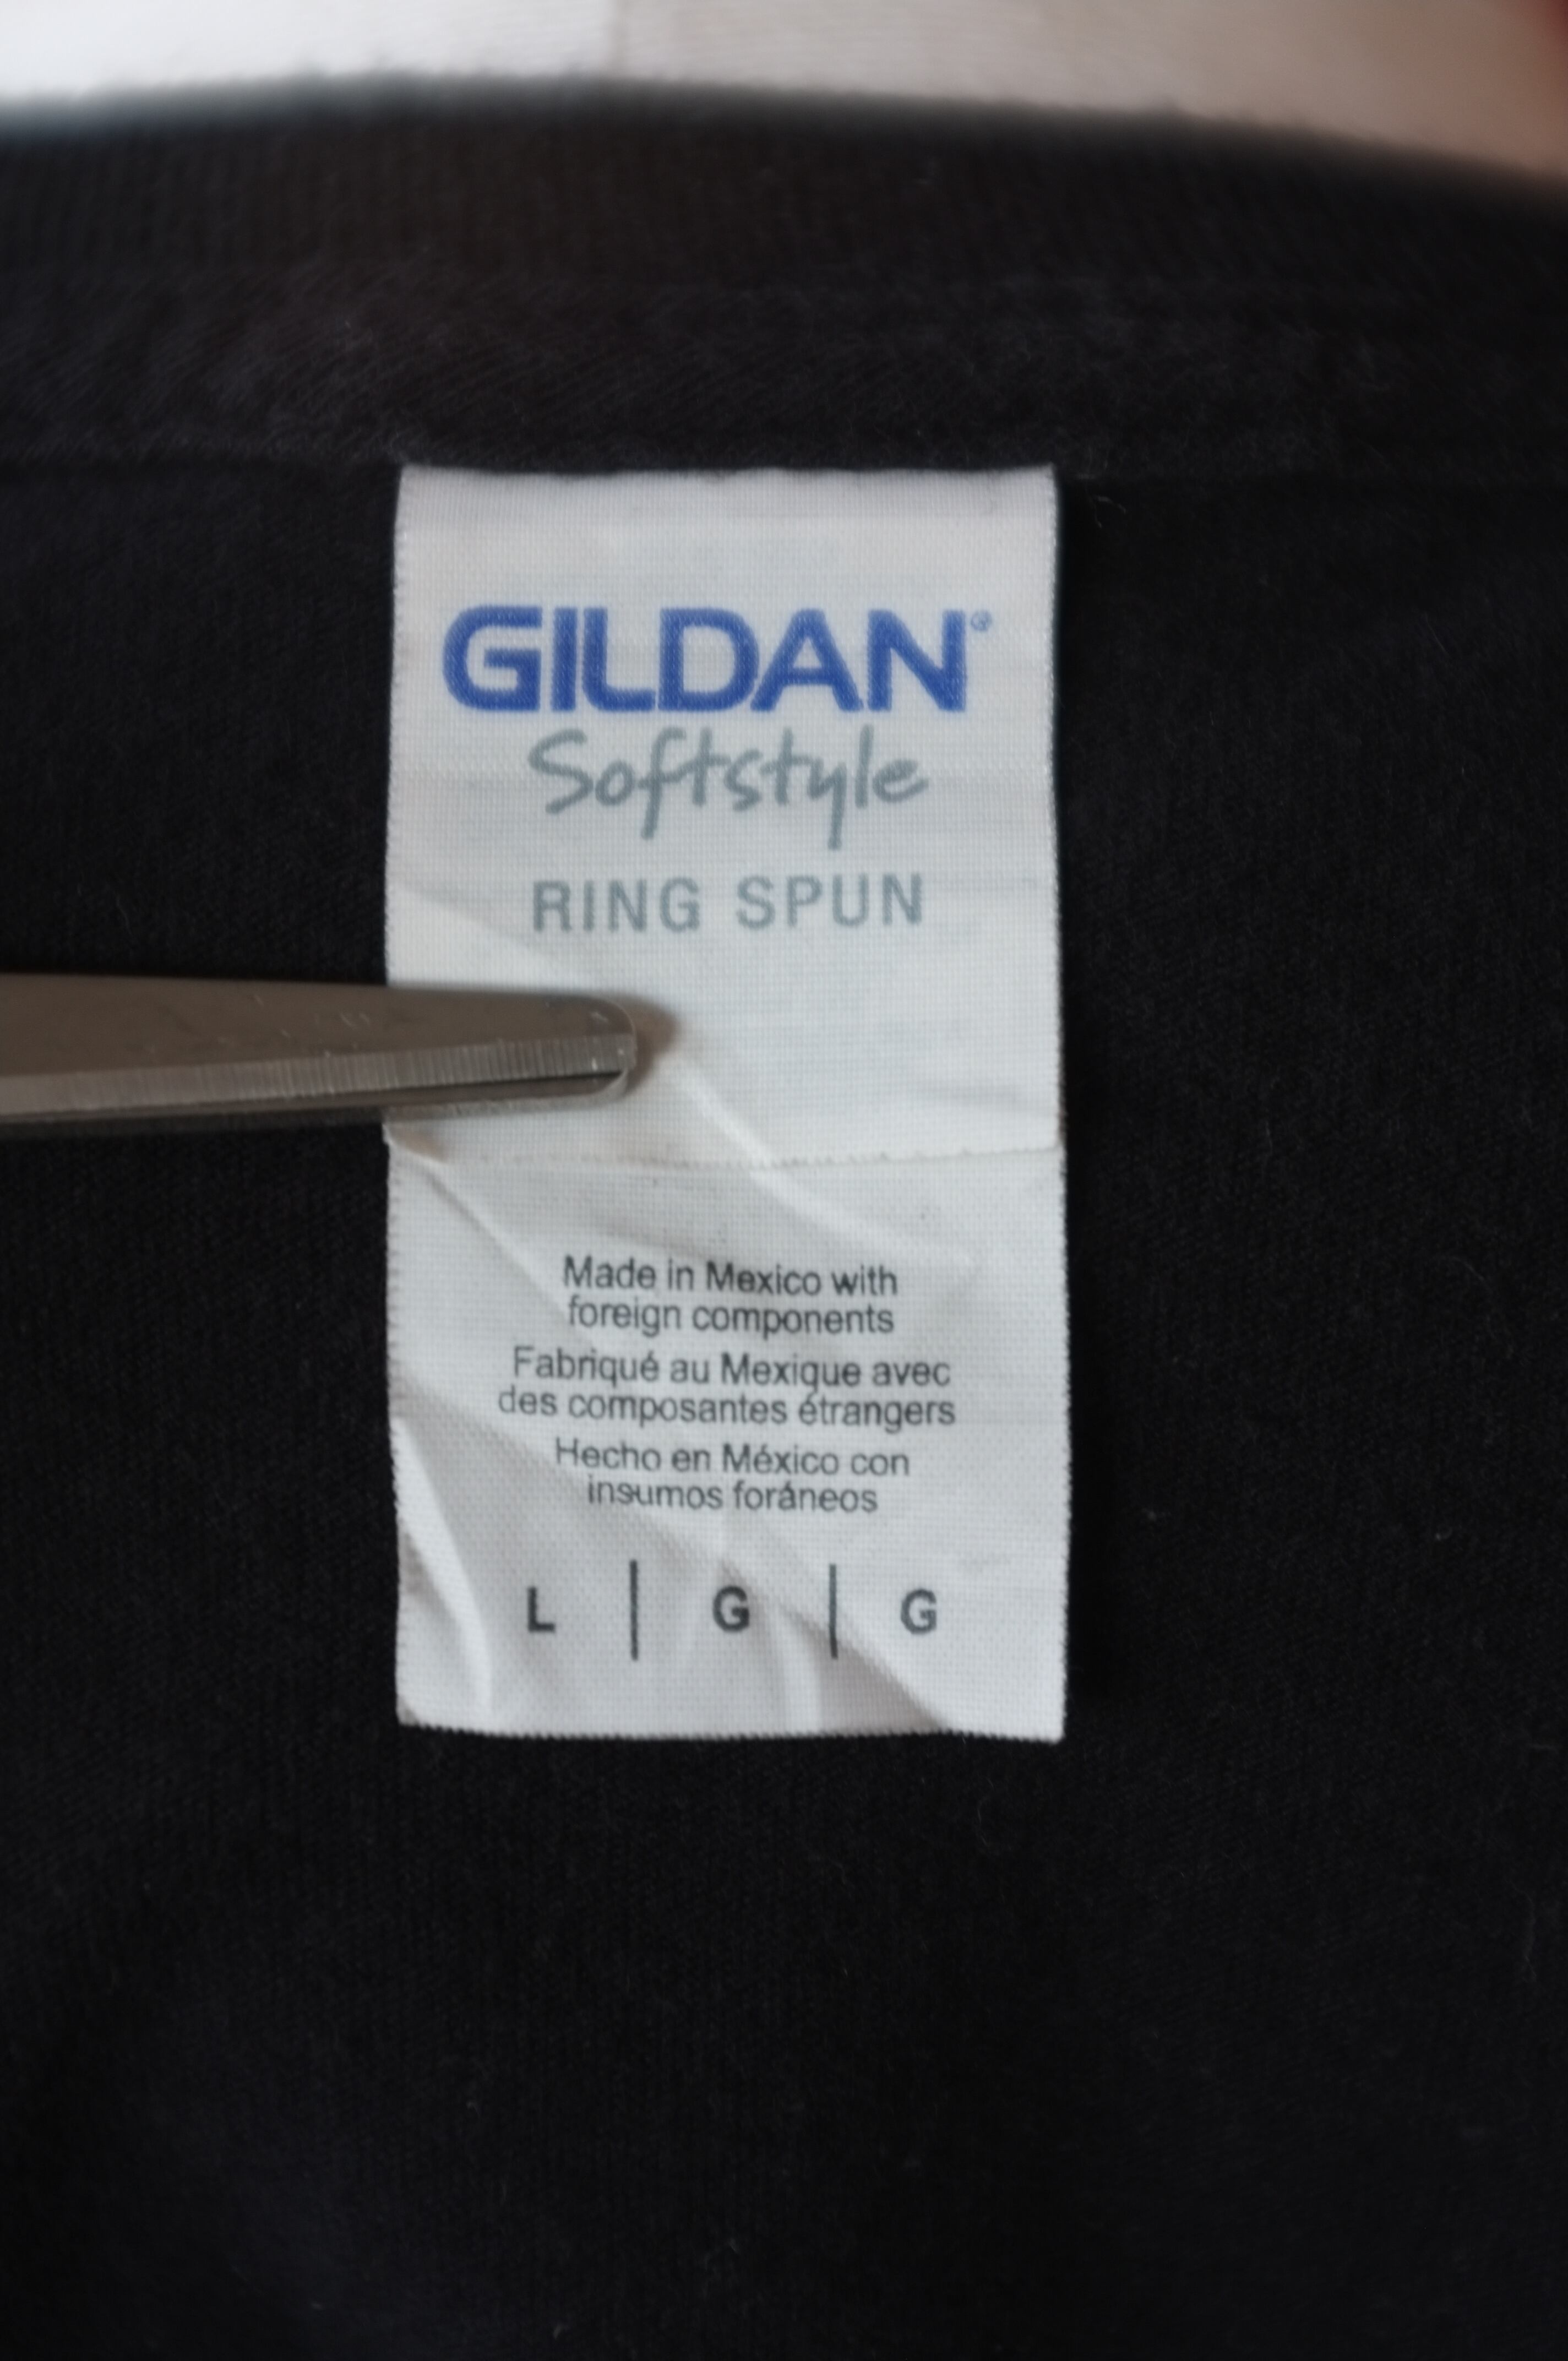 GILDAN®
Softstyle
RING SPUN
Made in Mexico with
foreign components
Fabriqué au Mexique avec
des composantes étrangers
Hecho en México con
insumos foráneos
L | G | G